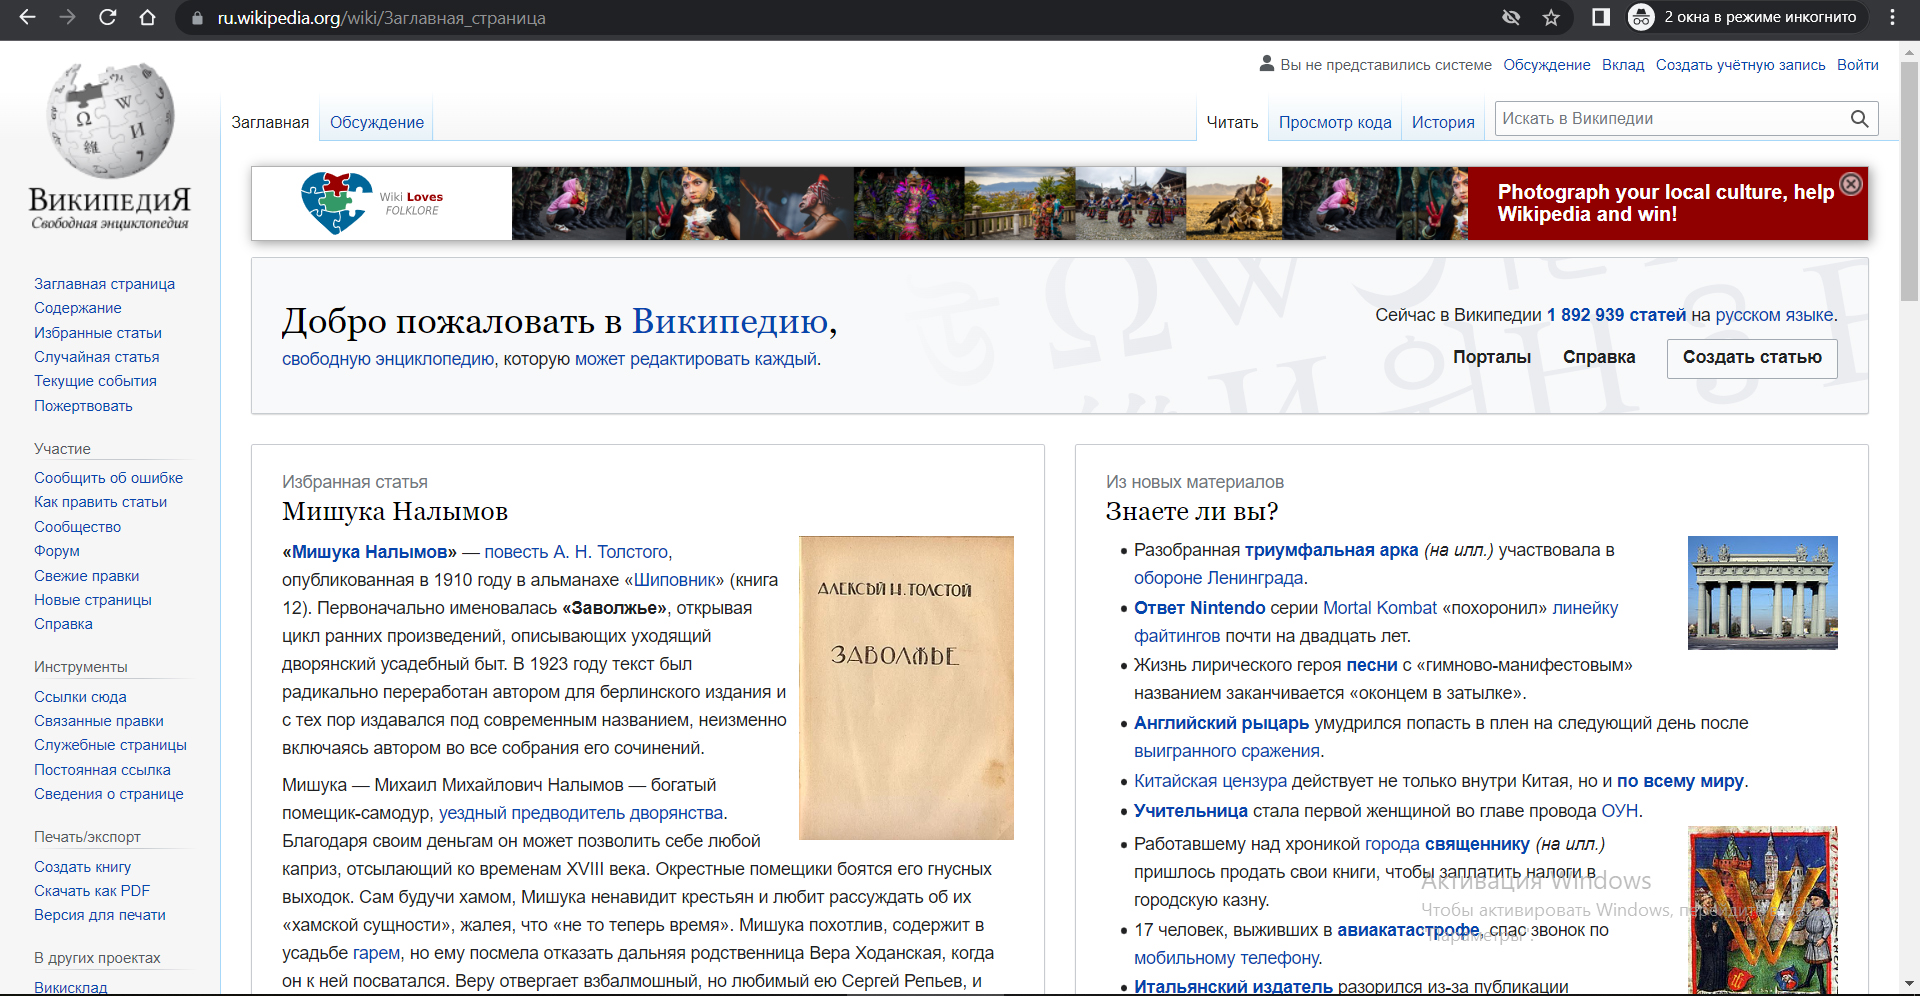 ru.wikipedia.org/wiki/Заглавная_страница
2 окна в режиме инкогнито
Вы не представились системе Обсуждение Вклад Создать учётную запись Войти
ВИКИПЕДИЯ
Свободная энциклопедия
Заглавная Обсуждение Читать Просмотр кода История Искать в Википедии
Wiki Loves
FOLKLORE
Photograph your local culture, help
Wikipedia and win!
Добро пожаловать в Википедию,
свободную энциклопедию, которую может редактировать каждый.
Сейчас в Википедии 1 892 939 статей на русском языке.
Порталы Справка Создать статью
Заглавная страница
Содержание
Избранные статьи
Случайная статья
Текущие события
Пожертвовать
Участие
Сообщить об ошибке
Как править статьи
Сообщество
Форум
Свежие правки
Новые страницы
Справка
Инструменты
Ссылки сюда
Связанные правки
Служебные страницы
Постоянная ссылка
Сведения о странице
Печать/экспорт
Создать книгу
Скачать как PDF
Версия для печати
В других проектах
Викисклад
Избранная статья
Мишука Налымов
«Мишука Налымов» — повесть А. Н. Толстого,
опубликованная в 1910 году в альманахе «Шиповник» (книга
12). Первоначально именовалась «Заволжье», открывая
цикл ранних произведений, описывающих уходящий
дворянский усадебный быт. В 1923 году текст был
радикально переработан автором для берлинского издания и
с тех пор издавался под современным названием, неизменно
включаясь автором во все собрания его сочинений.
АЛЕКСѢЙ Н. ТОЛСТОЙ
ЗАВОЛЖЬЕ
Мишука — Михаил Михайлович Налымов — богатый
помещик-самодур, уездный предводитель дворянства.
Благодаря своим деньгам он может позволить себе любой
каприз, отсылающий ко временам XVIII века. Окрестные помещики боятся его гнусных
выходок. Сам будучи хамом, Мишука ненавидит крестьян и любит рассуждать об их
«хамской сущности», жалея, что «не то теперь время». Мишука похотлив, содержит в
усадьбе гарем, но ему посмела отказать дальняя родственница Вера Ходанская, когда
он к ней посватался. Веру отвергает взбалмошный, но любимый ею Сергей Репьев, и
Из новых материалов
Знаете ли вы?
Разобранная триумфальная арка (на илл.) участвовала в
обороне Ленинграда.
Ответ Nintendo серии Mortal Kombat «похоронил» линейку
файтингов почти на двадцать лет.
Жизнь лирического героя песни с «гимново-манифестовым»
названием заканчивается «оконцем в затылке».
Английский рыцарь умудрился попасть в плен на следующий день после
выигранного сражения.
Китайская цензура действует не только внутри Китая, но и по всему миру.
Учительница стала первой женщиной во главе провода ОУН.
Работавшему над хроникой города священнику (на илл.)
пришлось продать свои книги, чтобы заплатить налоги в
городскую казну.
17 человек, выживших в авиакатастрофе, спас звонок по
мобильному телефону.
Итальянский издатель разорился из-за публикации
Активация Windows
Чтобы активировать Windows,
"Параметры".